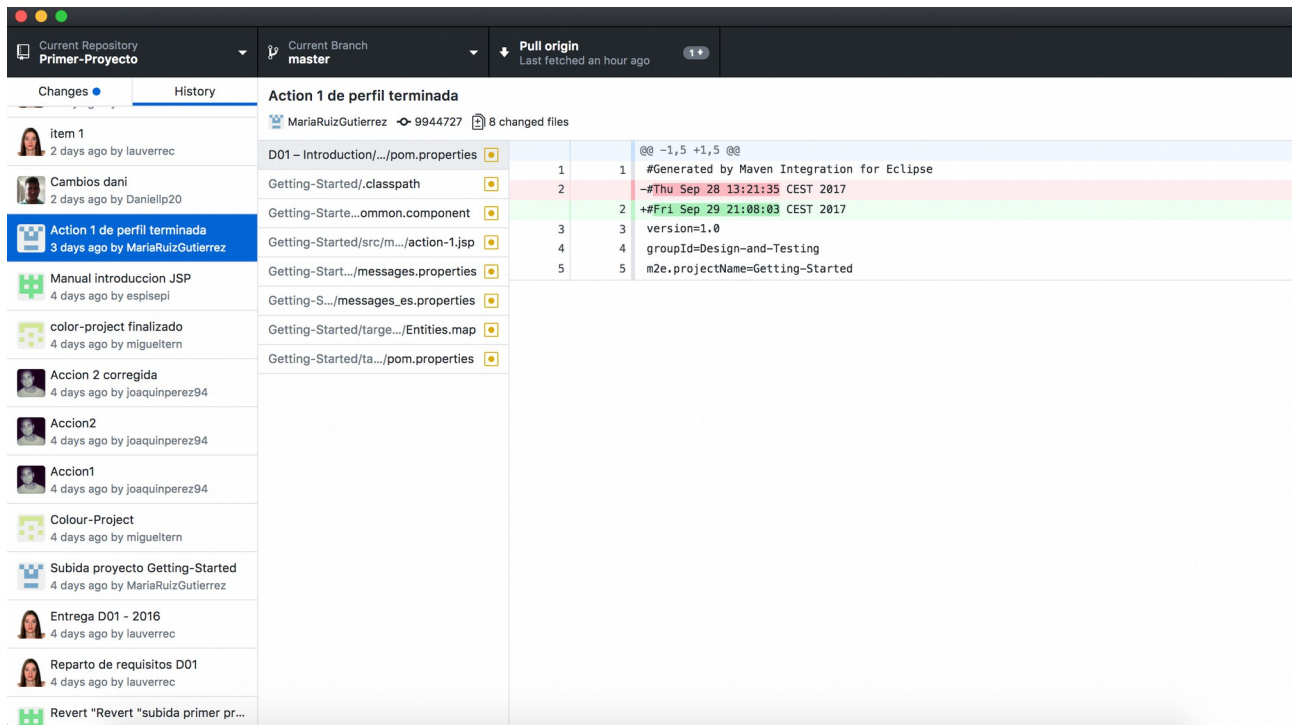 Current Repository
Primer-Proyecto
Current Branch
master
Pull origin
Last fetched an hour ago
1
Changes
History
item 1
2 days ago by lauverrec
Cambios dani
2 days ago by Daniellp20
Action 1 de perfil terminada
3 days ago by MariaRuizGutierrez
Manual introduccion JSP
4 days ago by espisepi
color-project finalizado
4 days ago by migueltern
Accion 2 corregida
4 days ago by joaquinperez94
Accion2
4 days ago by joaquinperez94
Accion1
4 days ago by joaquinperez94
Colour-Project
4 days ago by migueltern
Subida proyecto Getting-Started
4 days ago by MariaRuizGutierrez
Entrega D01 - 2016
4 days ago by lauverrec
Reparto de requisitos D01
4 days ago by lauverrec
Revert "Revert "subida primer pr...
Action 1 de perfil terminada
MariaRuizGutierrez 9944727 8 changed files
D01 – Introduction/.../pom.properties
Getting-Started/.classpath
Getting-Starte...ommon.component
Getting-Started/src/m.../action-1.jsp
Getting-Start.../messages.properties
Getting-S.../messages_es.properties
Getting-Started/targe.../Entities.map
Getting-Started/ta.../pom.properties
@@ -1,5 +1,5 @@
1 1 #Generated by Maven Integration for Eclipse
2 -#Thu Sep 28 13:21:35 CEST 2017
2 +#Fri Sep 29 21:08:03 CEST 2017
3 3 version=1.0
4 4 groupId=Design-and-Testing
5 5 m2e.projectName=Getting-Started